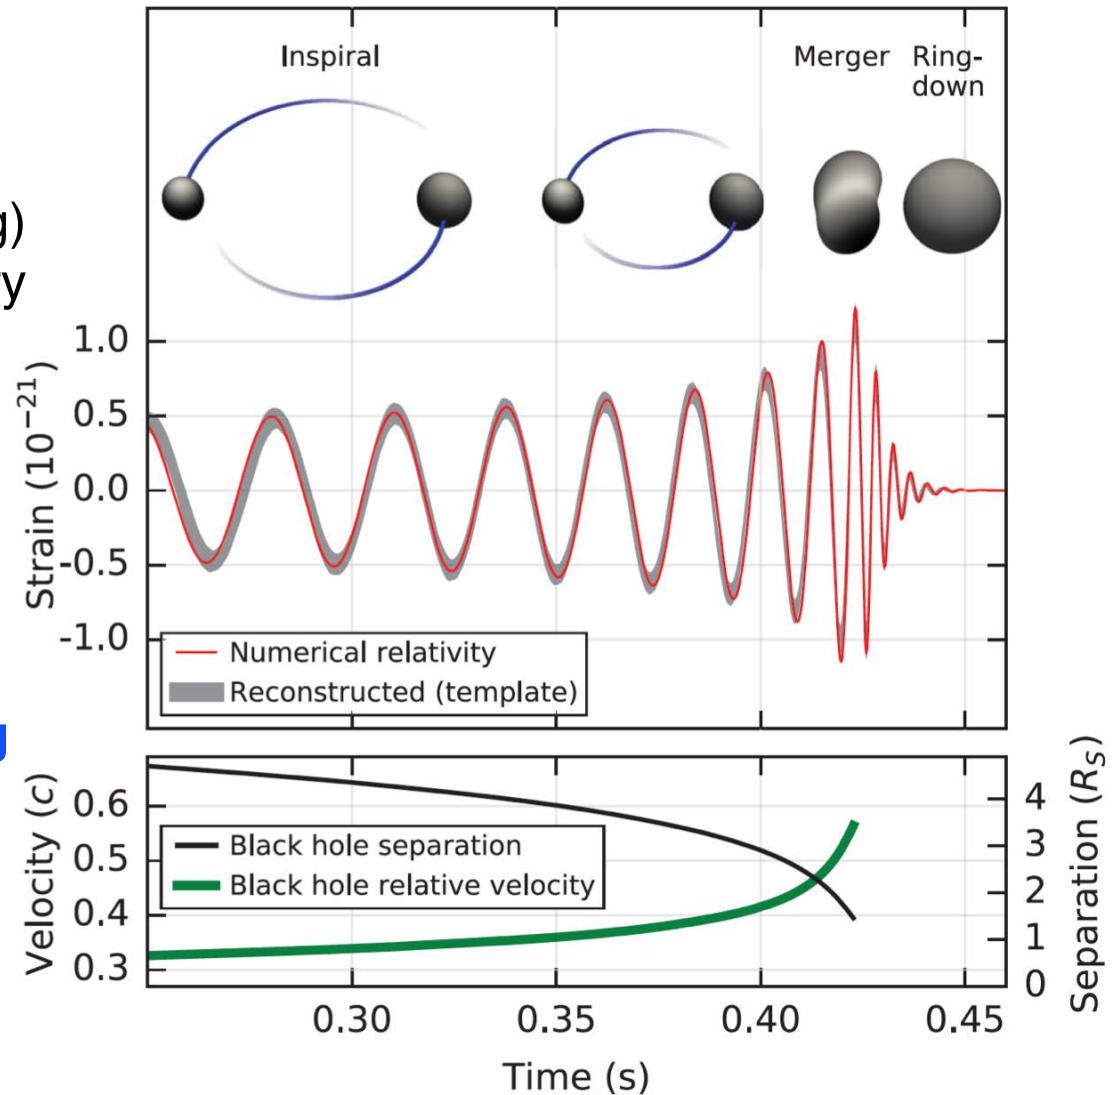 Inspiral
Merger
Ring-
down
g)
y
1.0
0.5
0.0
-0.5
-1.0
Strain (10⁻²¹)
Numerical relativity
Reconstructed (template)
0.6
0.5
0.4
0.3
Velocity (c)
Black hole separation
Black hole relative velocity
4
3
2
1
0
Separation (R_S)
0.30 0.35 0.40 0.45
Time (s)